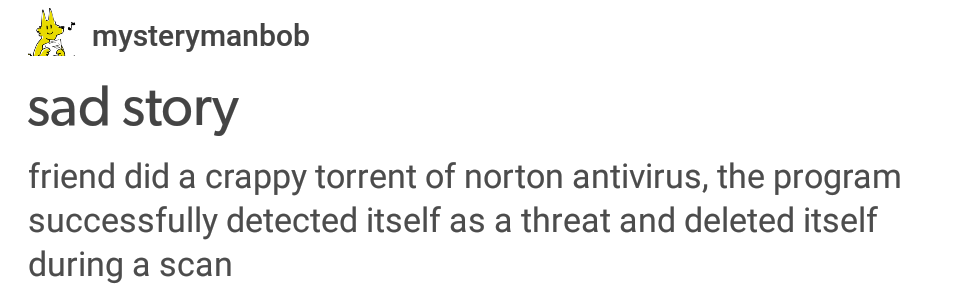 mysterymanbob
sad story
friend did a crappy torrent of norton antivirus, the program
successfully detected itself as a threat and deleted itself
during a scan